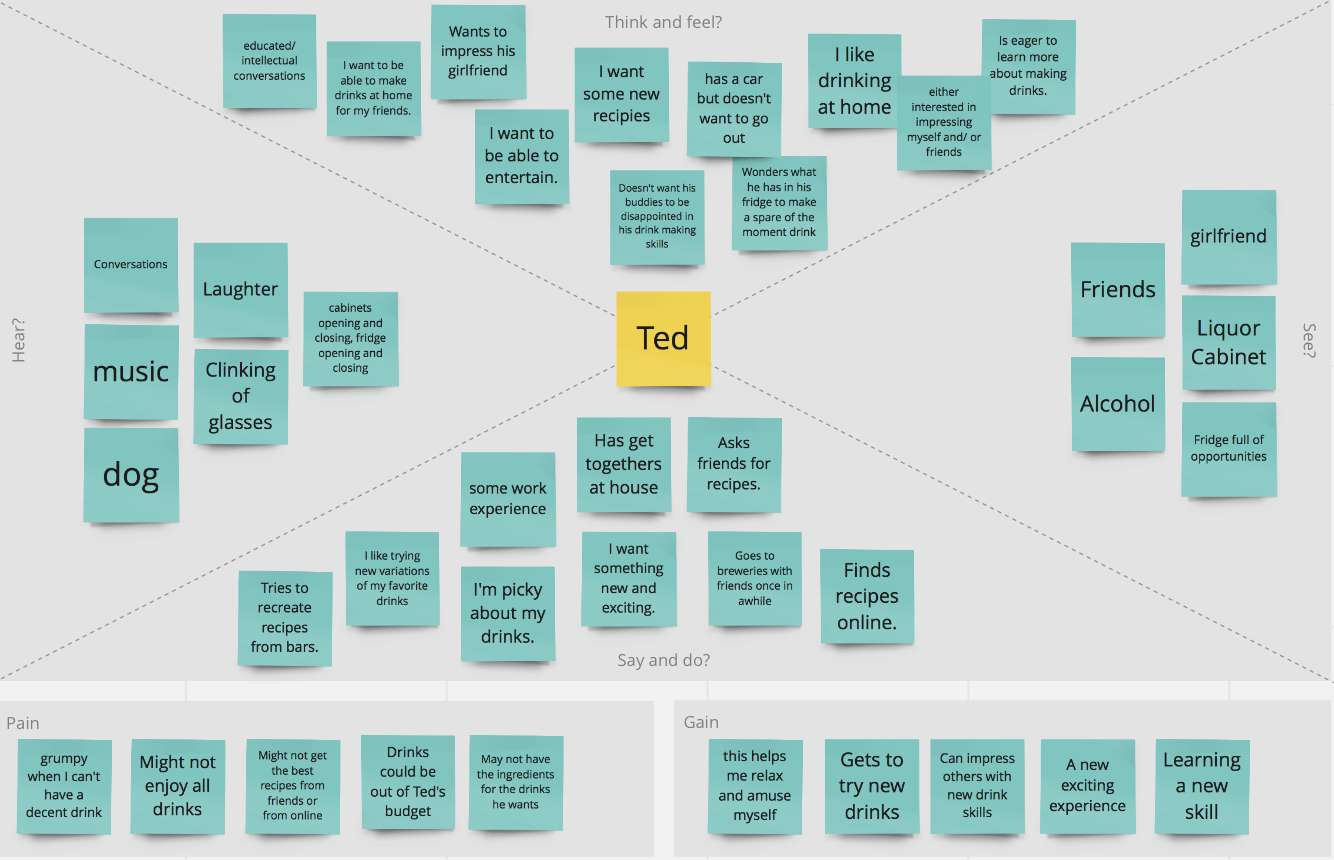 Think and feel?
educated/
intellectual
conversations
I want to be
able to make
drinks at home
for my friends.
Wants to
impress his
girlfriend
I want to
be able to
entertain.
I want
some new
recipies
has a car
but doesn't
want to go
out
Doesn't want his
buddies to be
disappointed in
his drink making
skills
Wonders what
he has in his
fridge to make
a spare of the
moment drink
I like
drinking
at home
either
interested in
impressing
myself and/ or
friends
Is eager to
learn more
about making
drinks.
Hear?
Conversations
Laughter
cabinets
opening and
closing, fridge
opening and
closing
music
Clinking
of
glasses
dog
Ted
See?
girlfriend
Friends
Liquor
Cabinet
Alcohol
Fridge full of
opportunities
Has get
togethers
at house
Asks
friends for
recipes.
some work
experience
I like trying
new variations
of my favorite
drinks
Tries to
recreate
recipes
from bars.
I'm picky
about my
drinks.
I want
something
new and
exciting.
Goes to
breweries with
friends once in
awhile
Finds
recipes
online.
Say and do?
Pain
grumpy
when I can't
have a
decent drink
Might not
enjoy all
drinks
Might not get
the best
recipes from
friends or
from online
Drinks
could be
out of Ted's
budget
May not have
the ingredients
for the drinks
he wants
Gain
this helps
me relax
and amuse
myself
Gets to
try new
drinks
Can impress
others with
new drink
skills
A new
exciting
experience
Learning
a new
skill